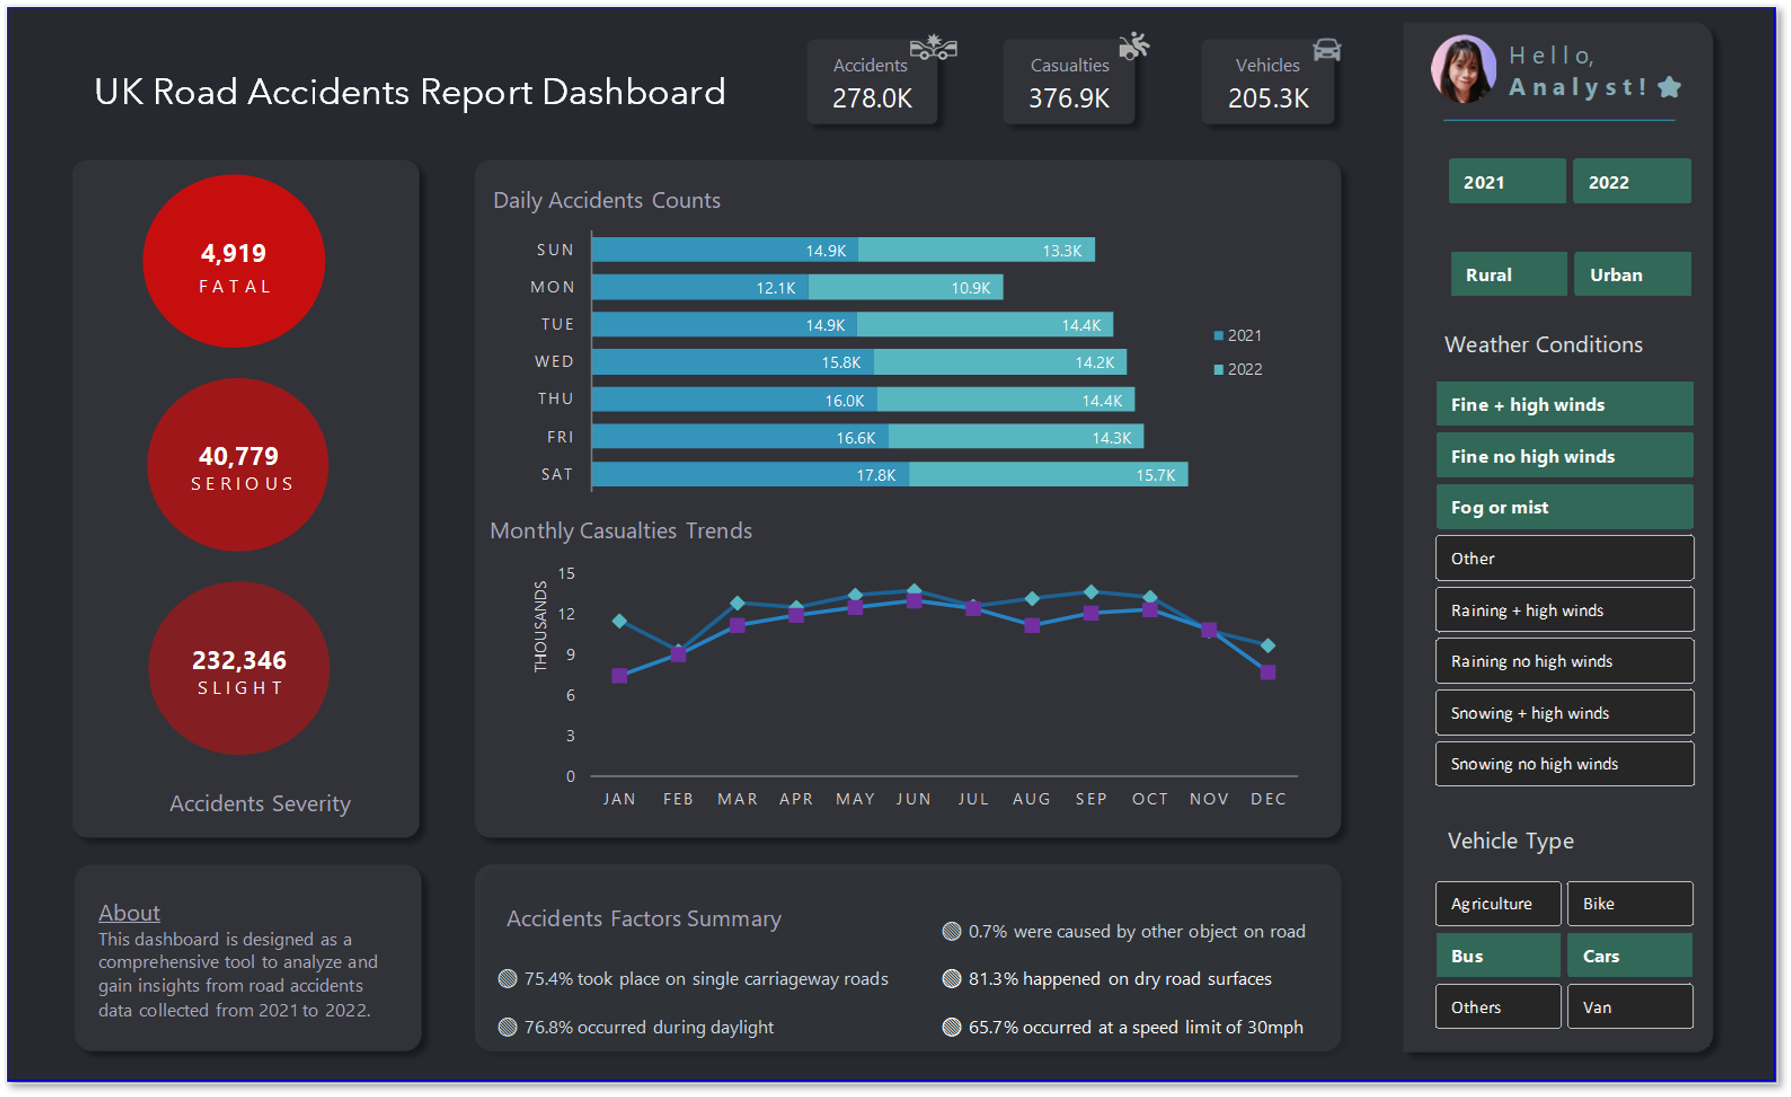 UK Road Accidents Report Dashboard
Accidents
278.0K
Casualties
376.9K
Vehicles
205.3K
Hello,
Analyst!
4,919
FATAL
40,779
SERIOUS
232,346
SLIGHT
Accidents Severity
Daily Accidents Counts
SUN 14.9K 13.3K
MON 12.1K 10.9K
TUE 14.9K 14.4K
WED 15.8K 14.2K
THU 16.0K 14.4K
FRI 16.6K 14.3K
SAT 17.8K 15.7K
2021
2022
Monthly Casualties Trends
THOUSANDS
15
12
9
6
3
0
JAN FEB MAR APR MAY JUN JUL AUG SEP OCT NOV DEC
About
This dashboard is designed as a
comprehensive tool to analyze and
gain insights from road accidents
data collected from 2021 to 2022.
Accidents Factors Summary
75.4% took place on single carriageway roads
76.8% occurred during daylight
0.7% were caused by other object on road
81.3% happened on dry road surfaces
65.7% occurred at a speed limit of 30mph
2021 2022
Rural Urban
Weather Conditions
Fine + high winds
Fine no high winds
Fog or mist
Other
Raining + high winds
Raining no high winds
Snowing + high winds
Snowing no high winds
Vehicle Type
Agriculture Bike
Bus Cars
Others Van